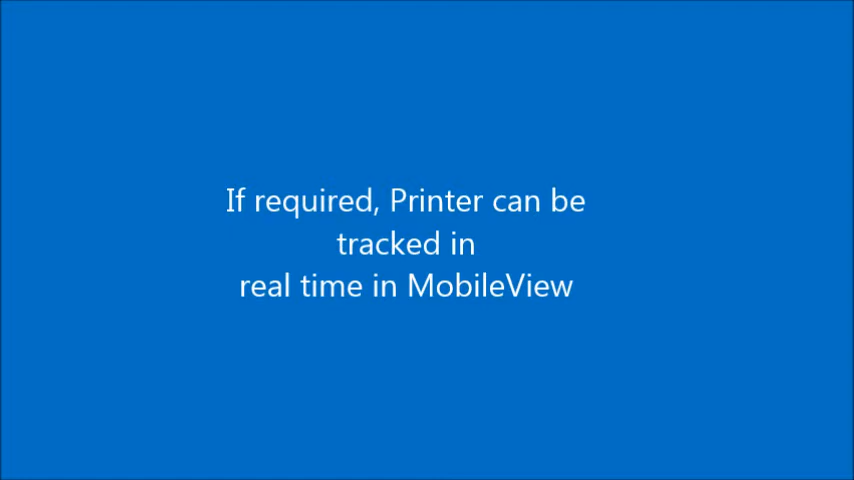 If required, Printer can be
tracked in
real time in MobileView